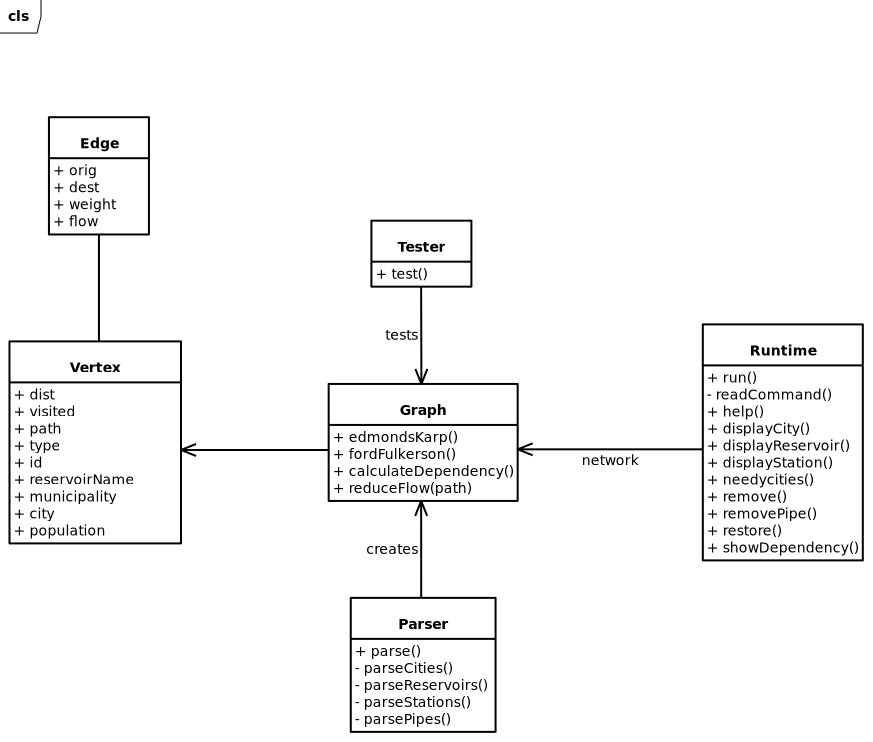 cls
Edge
+ orig
+ dest
+ weight
+ flow
Tester
+ test()
tests
Vertex
+ dist
+ visited
+ path
+ type
+ id
+ reservoirName
+ municipality
+ city
+ population
Graph
+ edmondsKarp()
+ fordFulkerson()
+ calculateDependency()
+ reduceFlow(path)
network
Runtime
+ run()
- readCommand()
+ help()
+ displayCity()
+ displayReservoir()
+ displayStation()
+ needycities()
+ remove()
+ removePipe()
+ restore()
+ showDependency()
creates
Parser
+ parse()
- parseCities()
- parseReservoirs()
- parseStations()
- parsePipes()